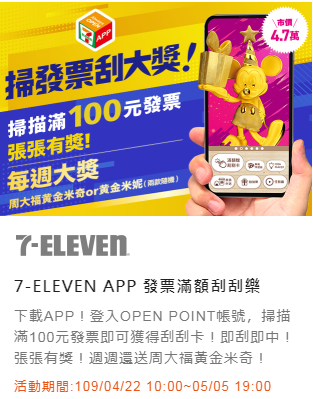 OPEN POINT
7-ELEVEN APP
掃發票刮大獎!
市價
4.7萬
掃描滿100元發票
張張有獎!
每週大獎
周大福黃金米奇or黃金米妮(兩款隨機)
7-ELEVEN
7-ELEVEN APP 發票滿額刮刮樂
下載APP！登入OPEN POINT帳號，掃描
滿100元發票即可獲得刮刮卡！即刮即中！
張張有獎！週週還送周大福黃金米奇！
活動期間:109/04/22 10:00~05/05 19:00